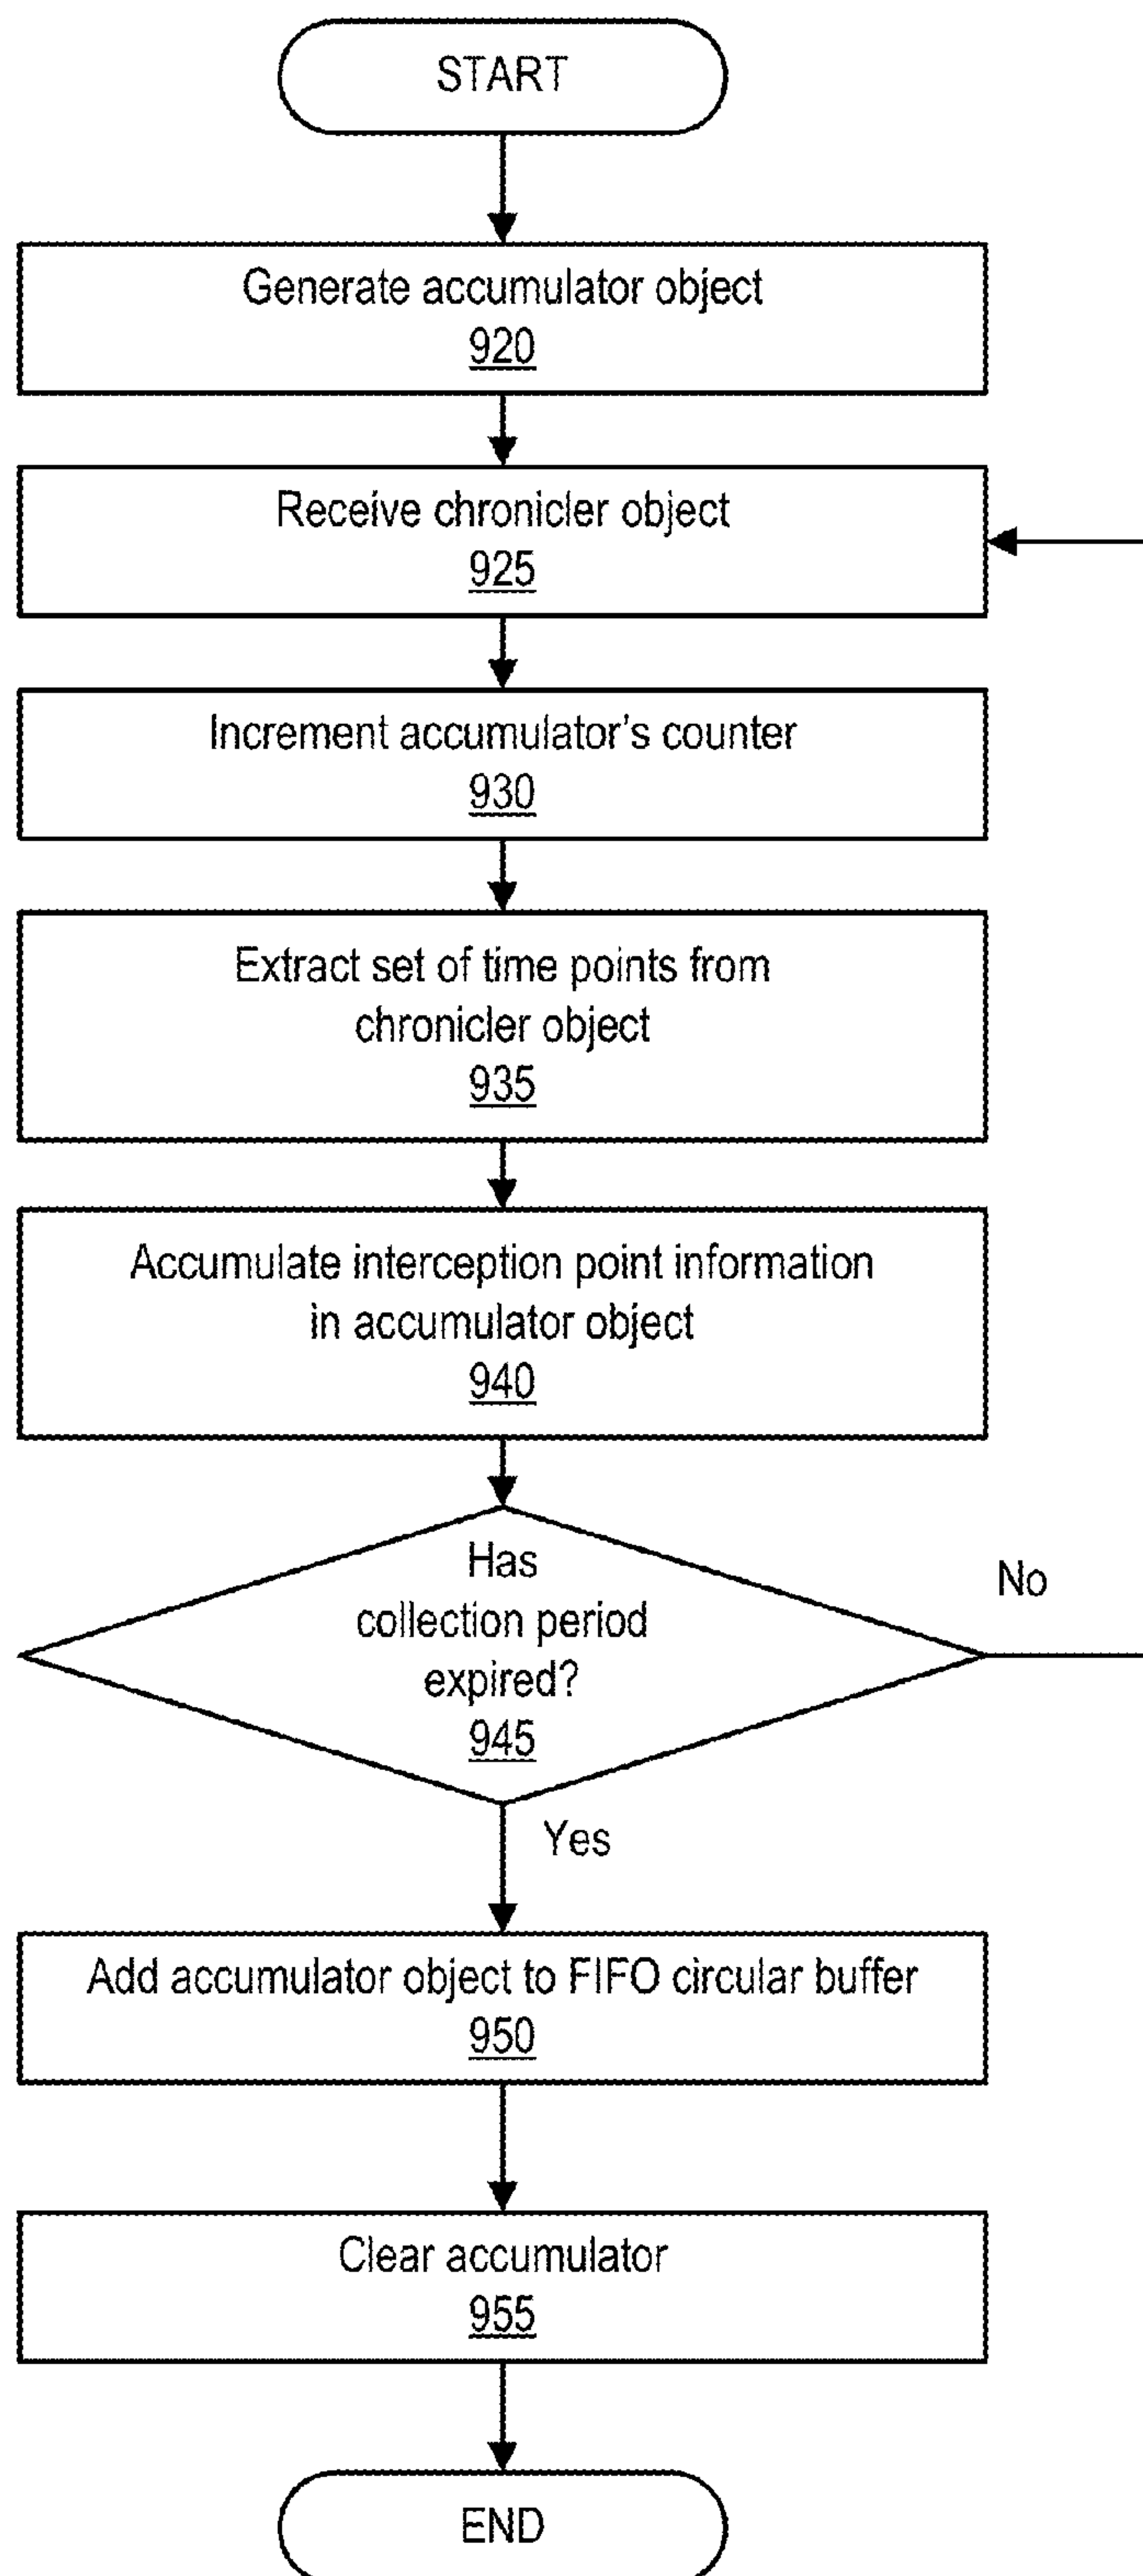 START
Generate accumulator object
920
Receive chronicler object
925
Increment accumulator’s counter
930
Extract set of time points from
chronicler object
935
Accumulate interception point information
in accumulator object
940
Has
collection period
expired?
945
No
Yes
Add accumulator object to FIFO circular buffer
950
Clear accumulator
955
END